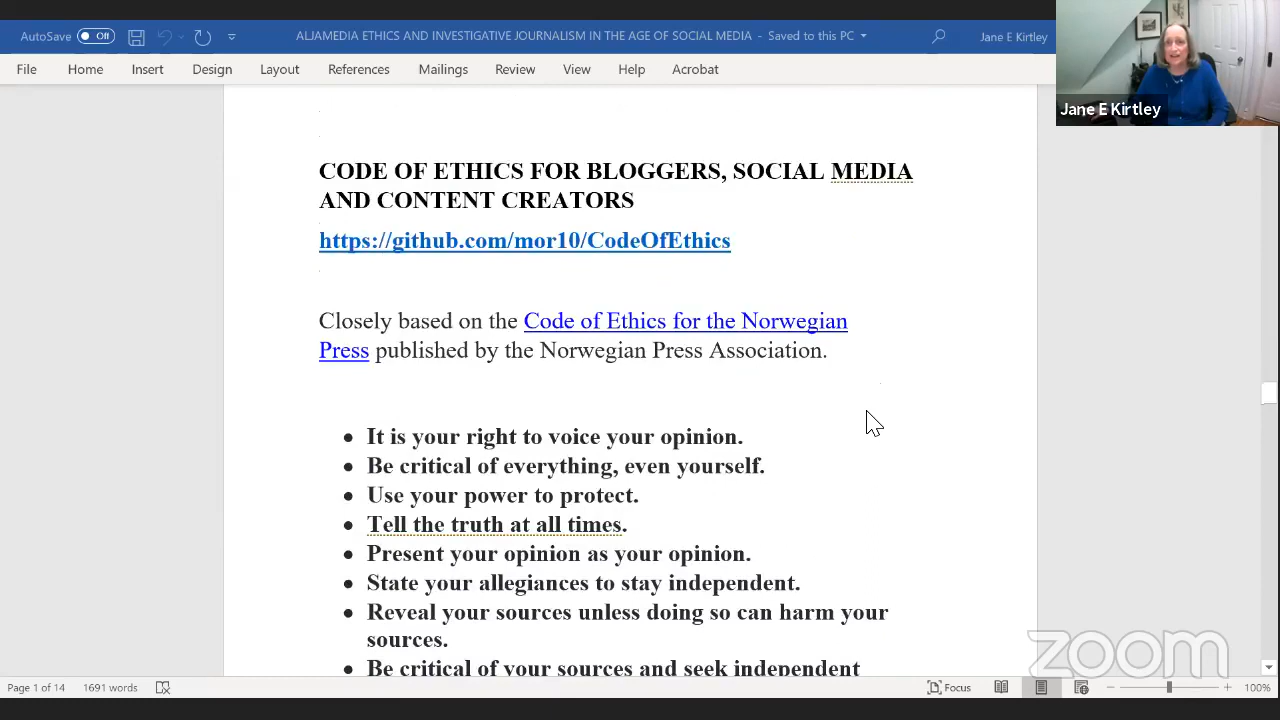 AutoSave Off ALJAMEDIA ETHICS AND INVESTIGATIVE JOURNALISM IN THE AGE OF SOCIAL MEDIA - Saved to this PC Jane E Kirtley
File Home Insert Design Layout References Mailings Review View Help Acrobat
Jane E Kirtley
CODE OF ETHICS FOR BLOGGERS, SOCIAL MEDIA
AND CONTENT CREATORS
https://github.com/mor10/CodeOfEthics
Closely based on the Code of Ethics for the Norwegian
Press published by the Norwegian Press Association.
• It is your right to voice your opinion.
• Be critical of everything, even yourself.
• Use your power to protect.
• Tell the truth at all times.
• Present your opinion as your opinion.
• State your allegiances to stay independent.
• Reveal your sources unless doing so can harm your
sources.
• Be critical of your sources and seek independent
zoom
Page 1 of 14 1691 words Focus 100%